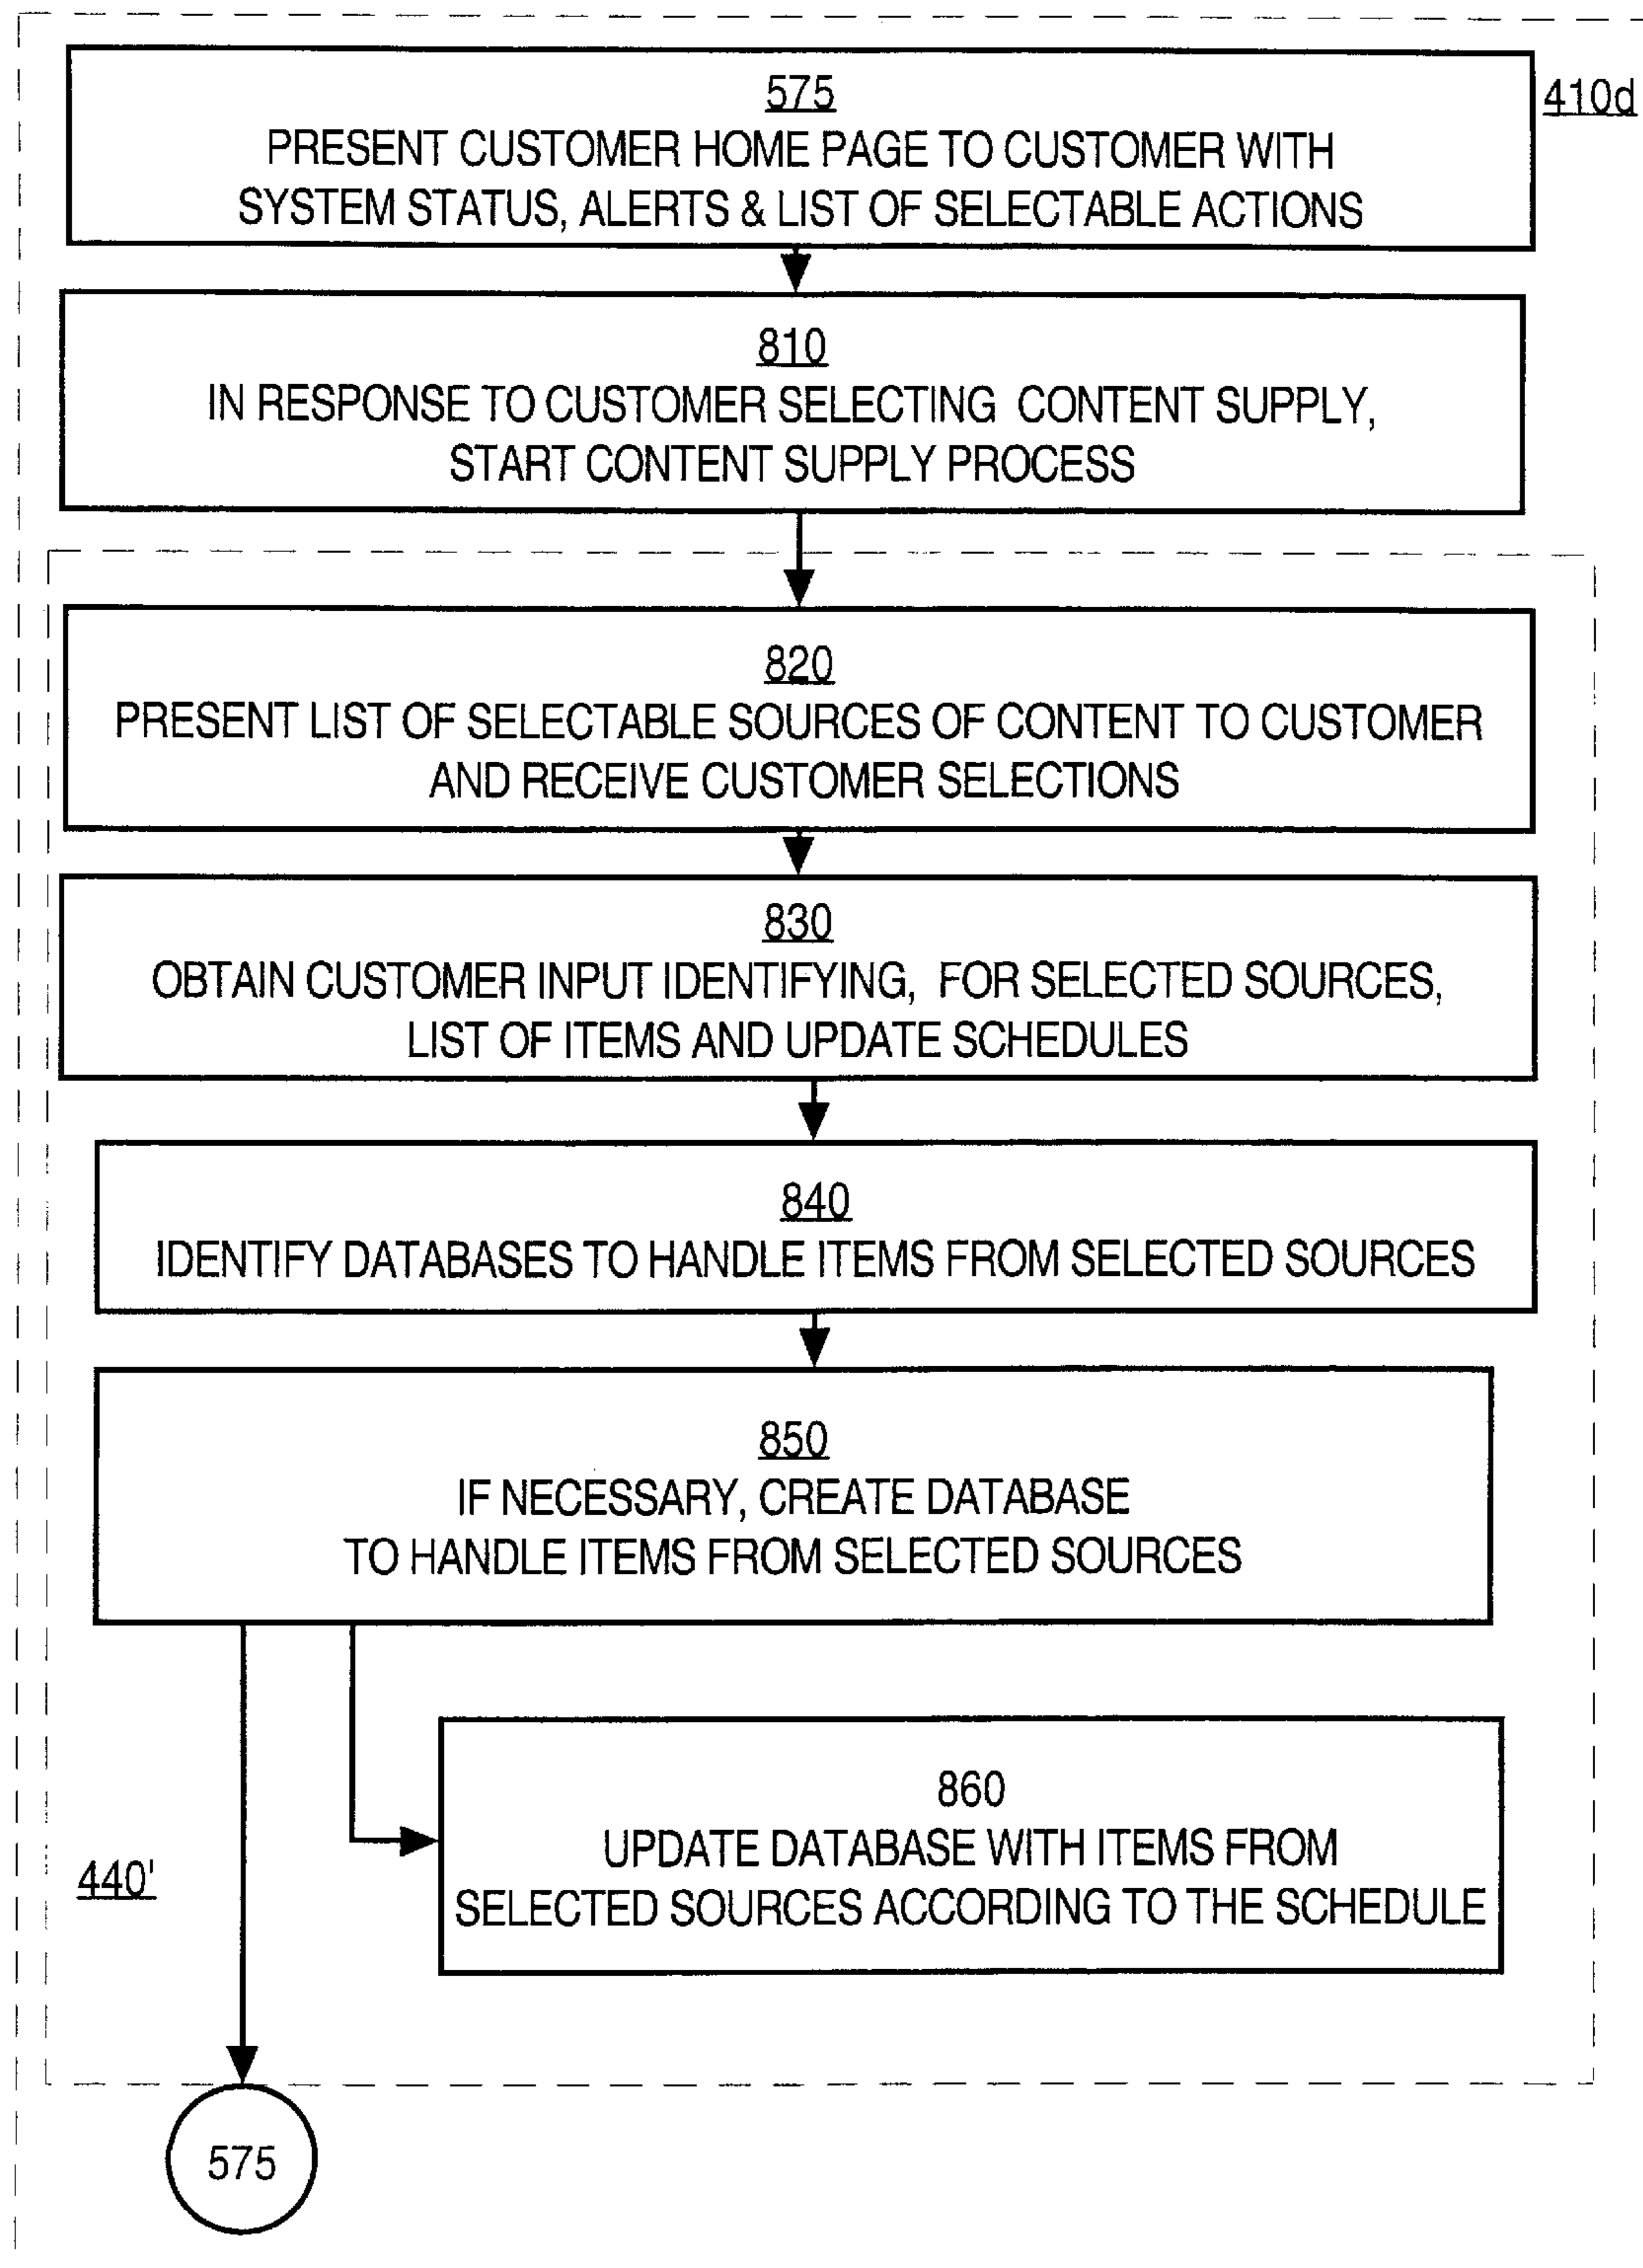 575
410d
PRESENT CUSTOMER HOME PAGE TO CUSTOMER WITH
SYSTEM STATUS, ALERTS & LIST OF SELECTABLE ACTIONS
810
IN RESPONSE TO CUSTOMER SELECTING CONTENT SUPPLY,
START CONTENT SUPPLY PROCESS
820
PRESENT LIST OF SELECTABLE SOURCES OF CONTENT TO CUSTOMER
AND RECEIVE CUSTOMER SELECTIONS
830
OBTAIN CUSTOMER INPUT IDENTIFYING, FOR SELECTED SOURCES,
LIST OF ITEMS AND UPDATE SCHEDULES
840
IDENTIFY DATABASES TO HANDLE ITEMS FROM SELECTED SOURCES
850
IF NECESSARY, CREATE DATABASE
TO HANDLE ITEMS FROM SELECTED SOURCES
860
UPDATE DATABASE WITH ITEMS FROM
SELECTED SOURCES ACCORDING TO THE SCHEDULE
440'
575